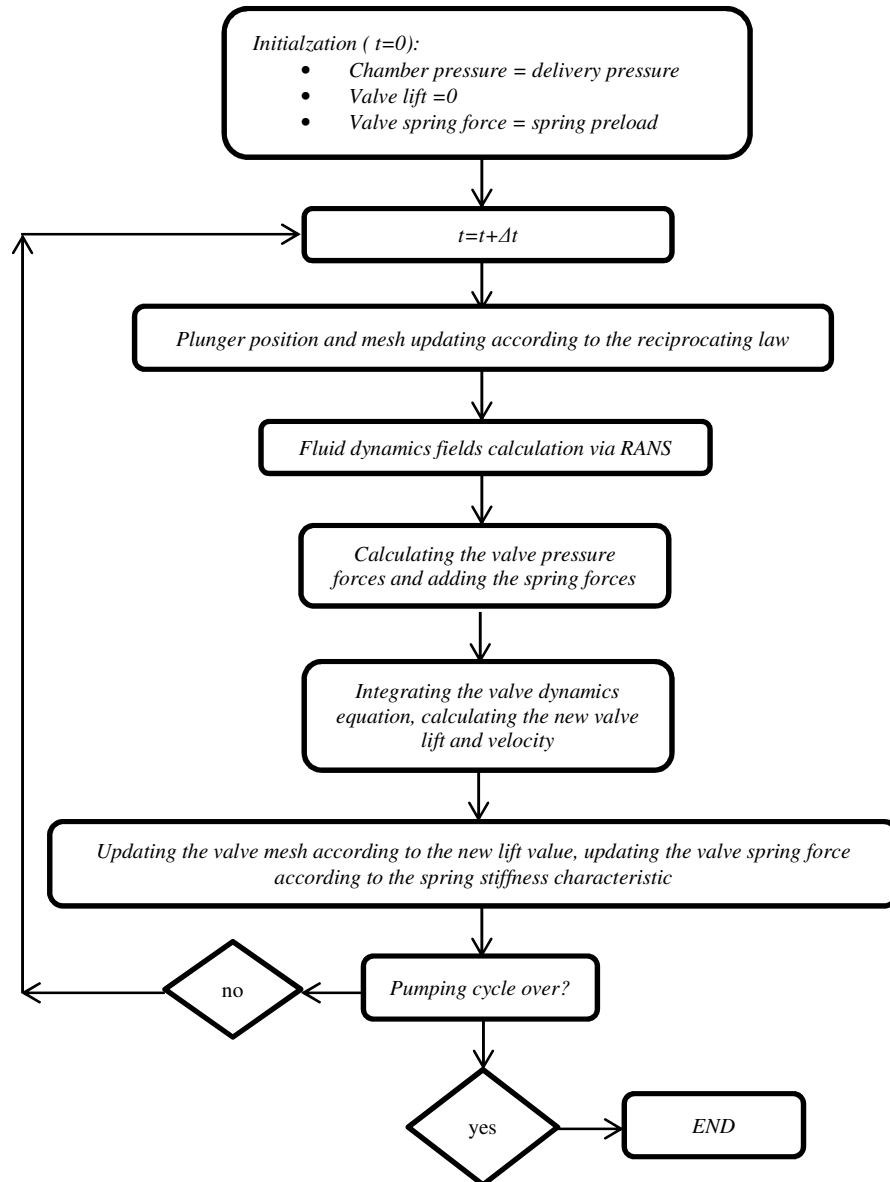 Initialzation ( t=0):
• Chamber pressure = delivery pressure
• Valve lift =0
• Valve spring force = spring preload
t=t+Δt
Plunger position and mesh updating according to the reciprocating law
Fluid dynamics fields calculation via RANS
Calculating the valve pressure
forces and adding the spring forces
Integrating the valve dynamics
equation, calculating the new valve
lift and velocity
Updating the valve mesh according to the new lift value, updating the valve spring force
according to the spring stiffness characteristic
Pumping cycle over?
no
yes
END